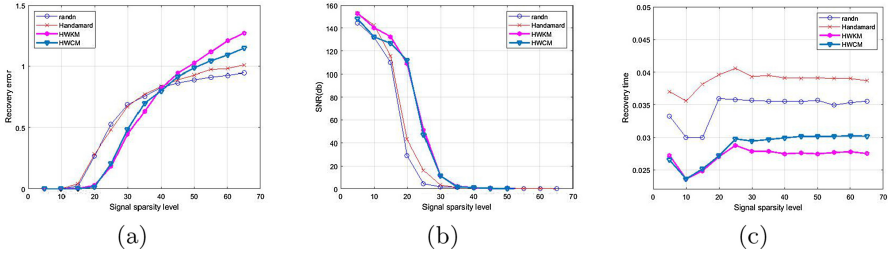 randn
Handamard
HWKM
HWCM
1.5
1
0.5
0
Recovery error
0 10 20 30 40 50 60 70
Signal sparsity level
(a)
randn
Handamard
HWKM
HWCM
160
140
120
100
80
60
40
20
0
SNR(db)
0 10 20 30 40 50 60 70
Signal sparsity level
(b)
randn
Handamard
HWKM
HWCM
0.05
0.045
0.04
0.035
0.03
0.025
Recovery time
0 10 20 30 40 50 60 70
Signal sparsity level
(c)